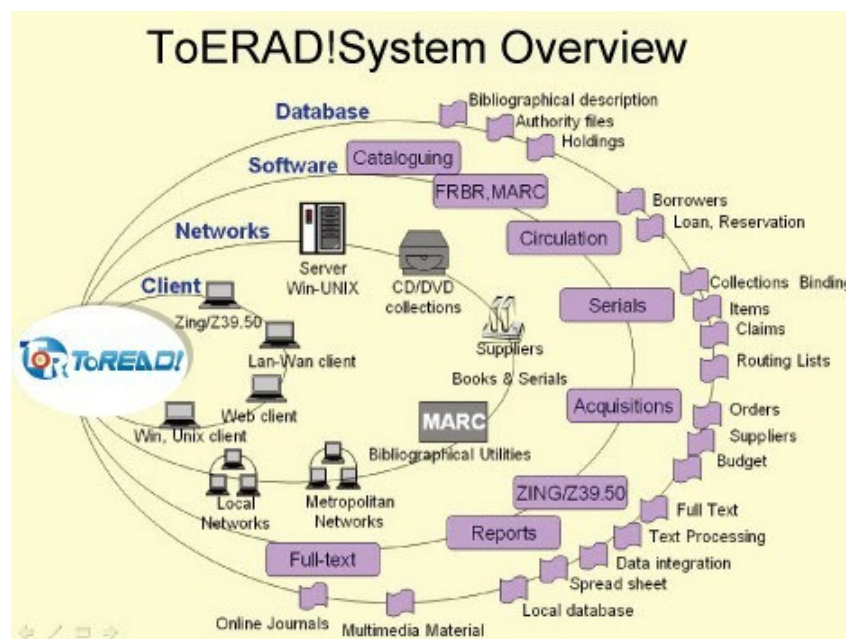 ToERAD!System Overview
Database
Bibliographical description
Authority files
Holdings
Software
Cataloguing
FRBR,MARC
Borrowers
Loan, Reservation
Networks
Server
Win-UNIX
CD/DVD
collections
Circulation
Client
Collections Binding
Zing/Z39.50
Serials
Items
Claims
Lan-Wan client
Suppliers
Routing Lists
TOR TOREAD!
Web client
Books & Serials
Acquisitions
Orders
Win, Unix client
MARC
Suppliers
Bibliographical Utilities
Budget
Local
Networks
Metropolitan
Networks
ZING/Z39.50
Full Text
Reports
Text Processing
Full-text
Data integration
Spread sheet
Local database
Online Journals
Multimedia Material